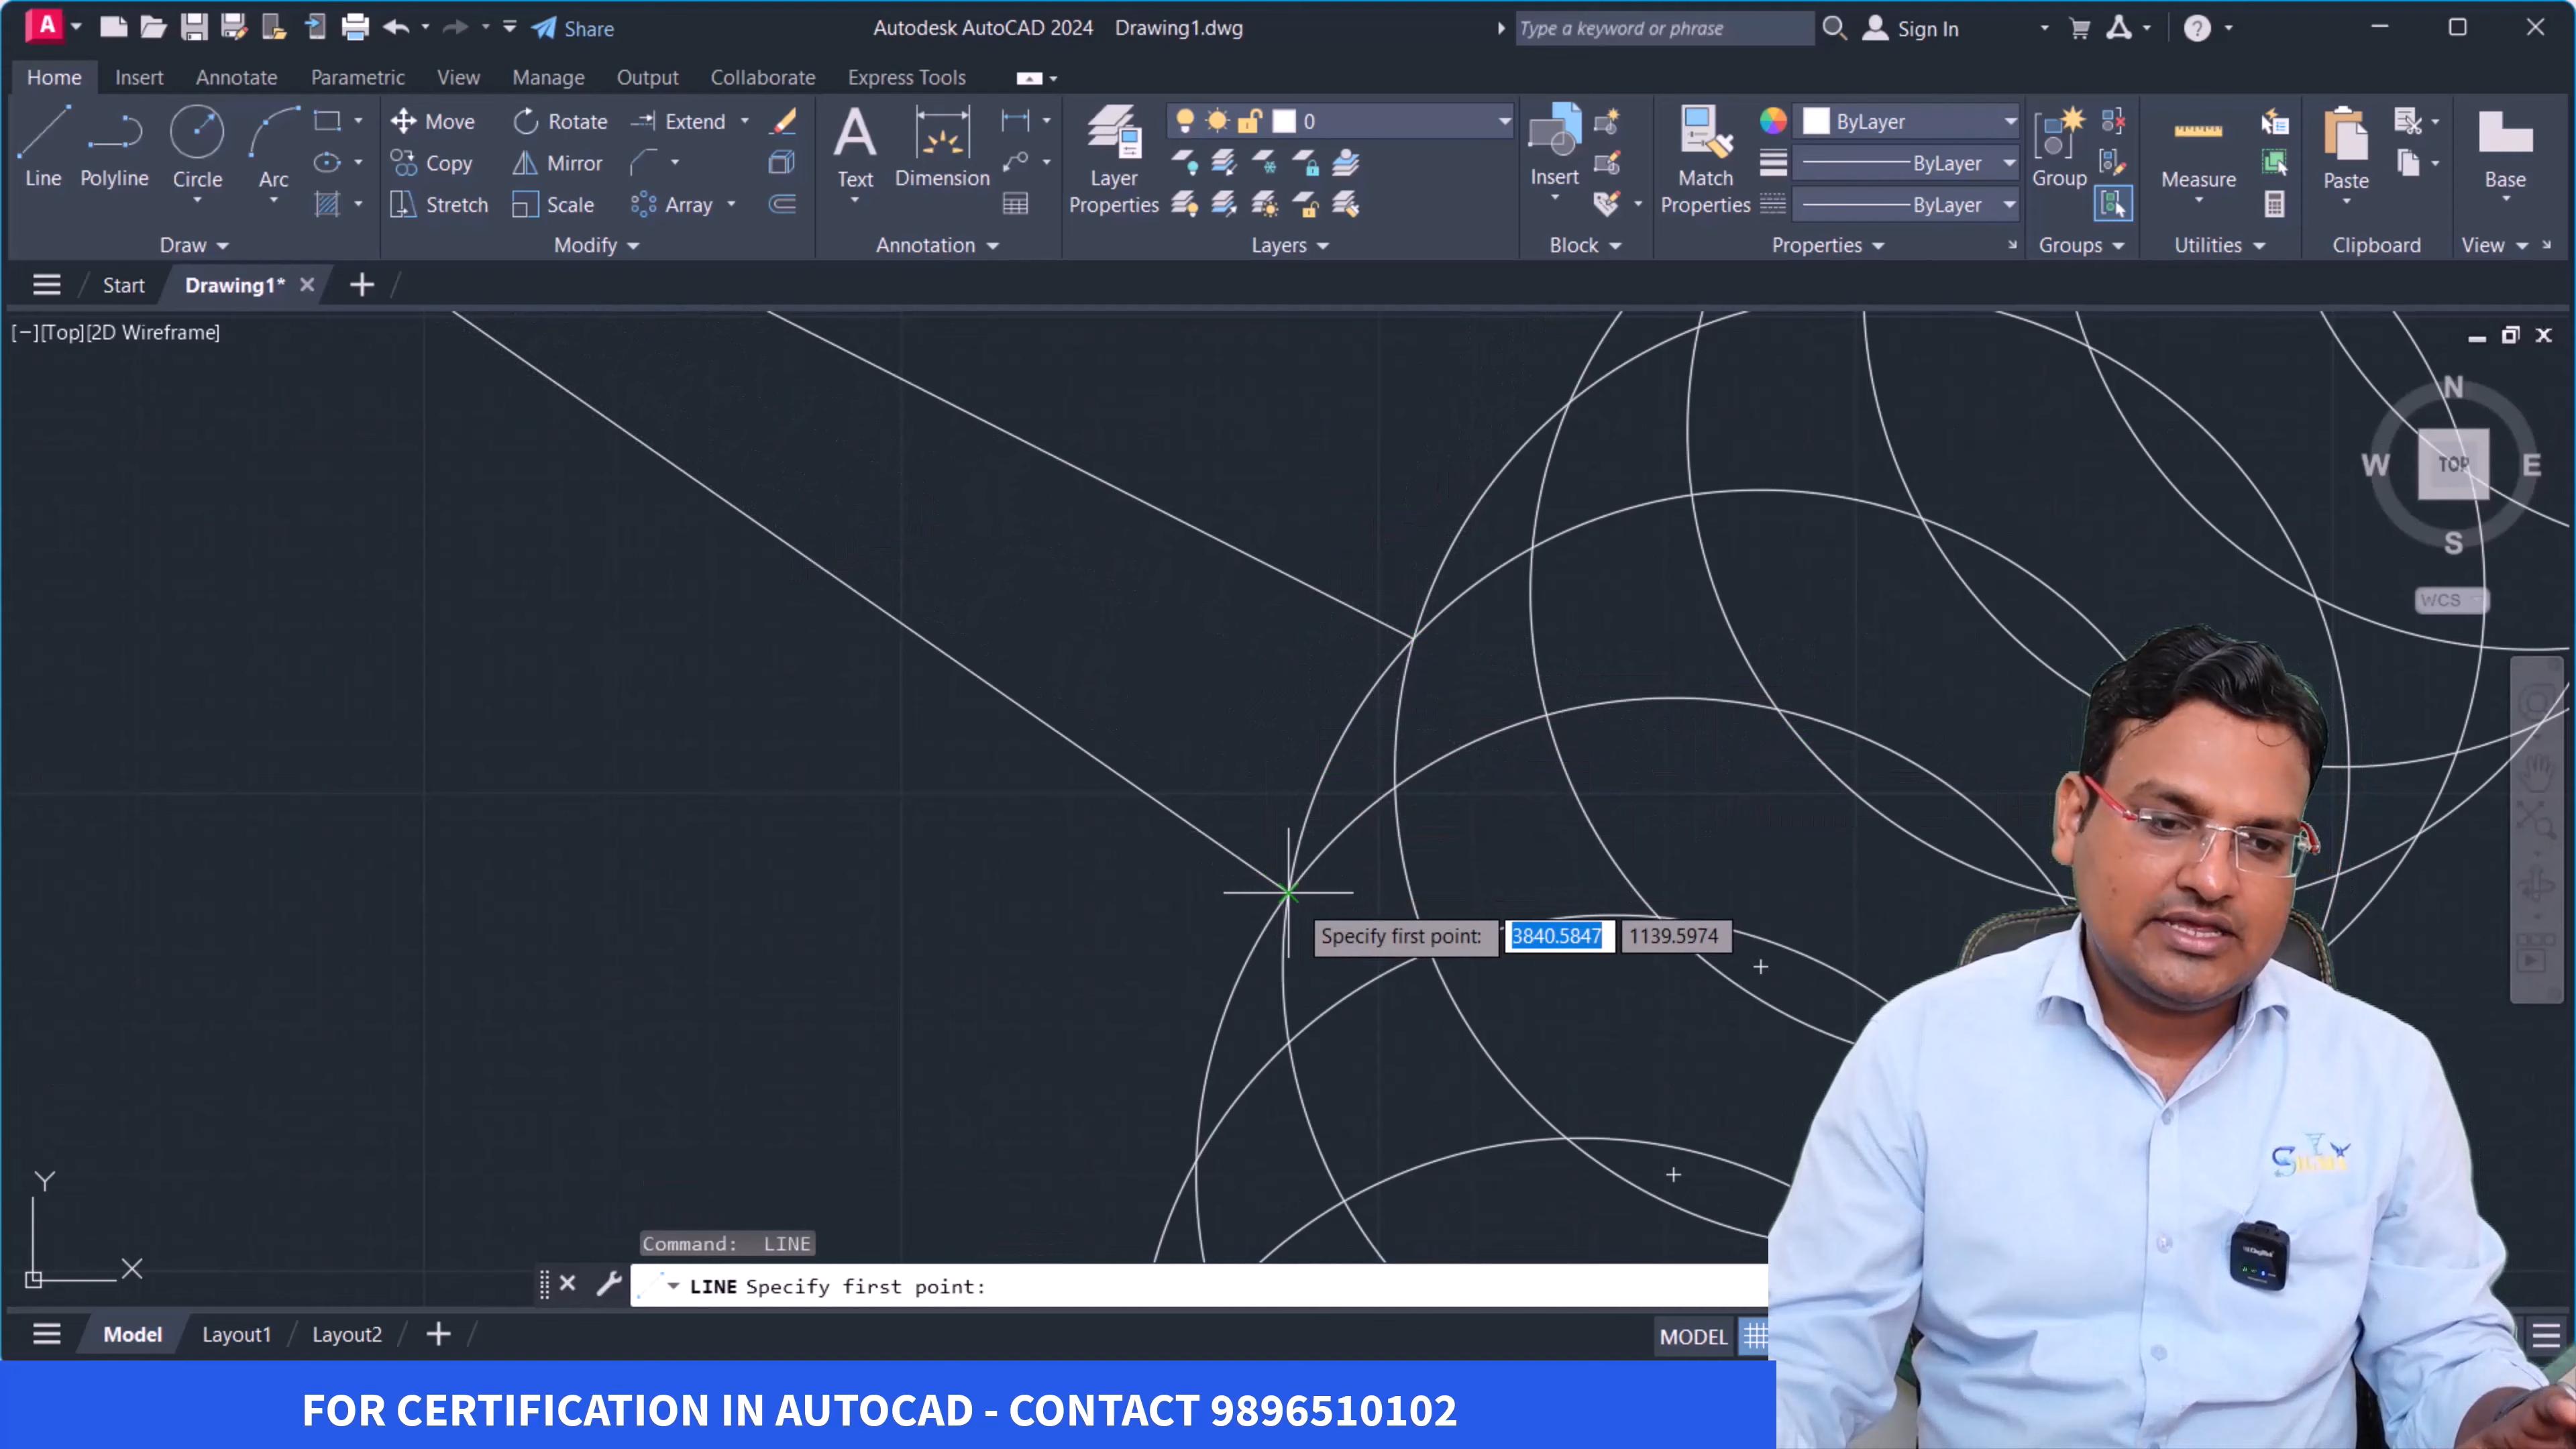 A Share Autodesk AutoCAD 2024 Drawing1.dwg Type a keyword or phrase Sign In
Home Insert Annotate Parametric View Manage Output Collaborate Express Tools
Line Polyline Circle Arc
Move Rotate Extend
Copy Mirror
Stretch Scale Array
Text Dimension
Layer Properties
0
Insert
Match Properties
ByLayer
ByLayer
ByLayer
Group
Measure
Paste
Base
Draw Modify Annotation Layers Block Properties Groups Utilities Clipboard View
Start Drawing1*
[−][Top][2D Wireframe]
N
W TOP E
S
WCS
Specify first point: 3840.5847 1139.5974
Y
X
Command: LINE
LINE Specify first point:
Model Layout1 Layout2 MODEL
FOR CERTIFICATION IN AUTOCAD - CONTACT 9896510102